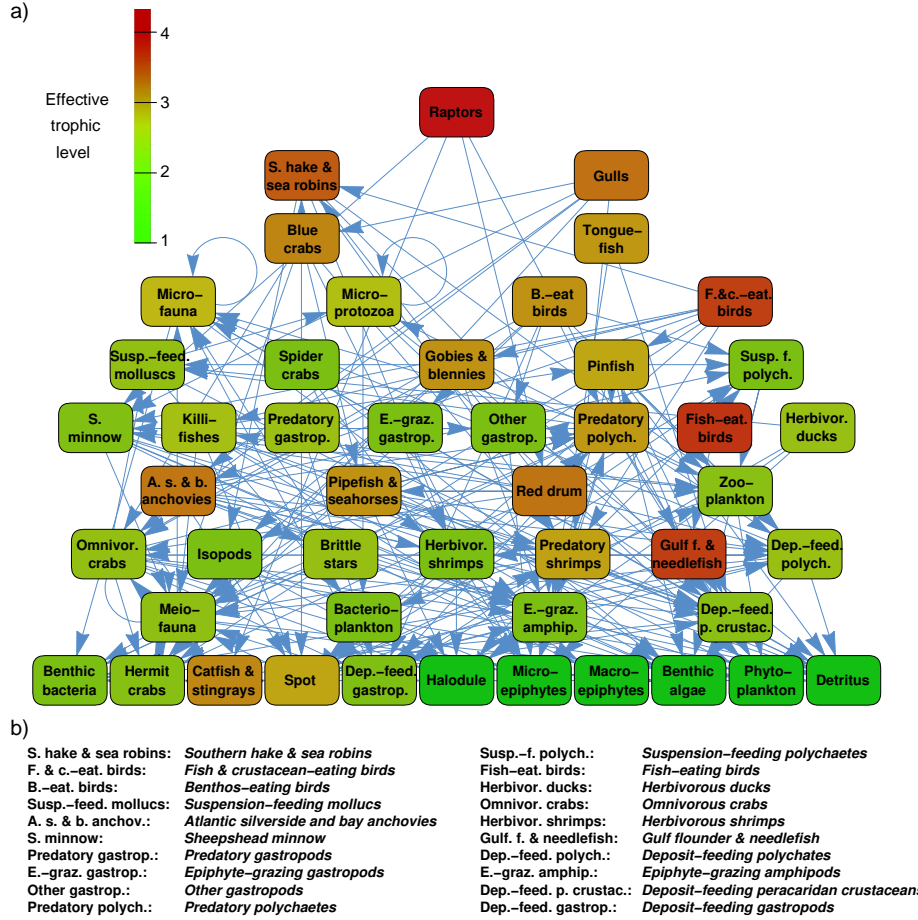 a)
Effective
trophic
level
4
3
2
1
Raptors
S. hake &
sea robins
Gulls
Blue
crabs
Tongue-
fish
Micro-
fauna
Micro-
protozoa
B.-eat
birds
F.&c.-eat.
birds
Susp.-feed.
molluscs
Spider
crabs
Gobies &
blennies
Pinfish
Susp. f.
polych.
S.
minnow
Killi-
fishes
Predatory
gastrop.
E.-graz.
gastrop.
Other
gastrop.
Predatory
polych.
Fish-eat.
birds
Herbivor.
ducks
A. s. & b.
anchovies
Pipefish &
seahorses
Red drum
Zoo-
plankton
Omnivor.
crabs
Isopods
Brittle
stars
Herbivor.
shrimps
Predatory
shrimps
Gulf f. &
needlefish
Dep.-feed.
polych.
Meio-
fauna
Bacterio-
plankton
E.-graz.
amphip.
Dep.-feed.
p. crustac.
Benthic
bacteria
Hermit
crabs
Catfish &
stingrays
Spot
Dep.-feed.
gastrop.
Halodule
Micro-
epiphytes
Macro-
epiphytes
Benthic
algae
Phyto-
plankton
Detritus
b)
S. hake & sea robins: Southern hake & sea robins
F. & c.-eat. birds: Fish & crustacean-eating birds
B.-eat. birds: Benthos-eating birds
Susp.-feed. mollucs: Suspension-feeding mollucs
A. s. & b. anchov.: Atlantic silverside and bay anchovies
S. minnow: Sheepshead minnow
Predatory gastrop.: Predatory gastropods
E.-graz. gastrop.: Epiphyte-grazing gastropods
Other gastrop.: Other gastropods
Predatory polych.: Predatory polychaetes
Susp.-f. polych.: Suspension-feeding polychaetes
Fish-eat. birds: Fish-eating birds
Herbivor. ducks: Herbivorous ducks
Omnivor. crabs: Omnivorous crabs
Herbivor. shrimps: Herbivorous shrimps
Gulf. f. & needlefish: Gulf flounder & needlefish
Dep.-feed. polych.: Deposit-feeding polychates
E.-graz. amphip.: Epiphyte-grazing amphipods
Dep.-feed. p. crustac.: Deposit-feeding peracaridan crustaceans
Dep.-feed. gastrop.: Deposit-feeding gastropods